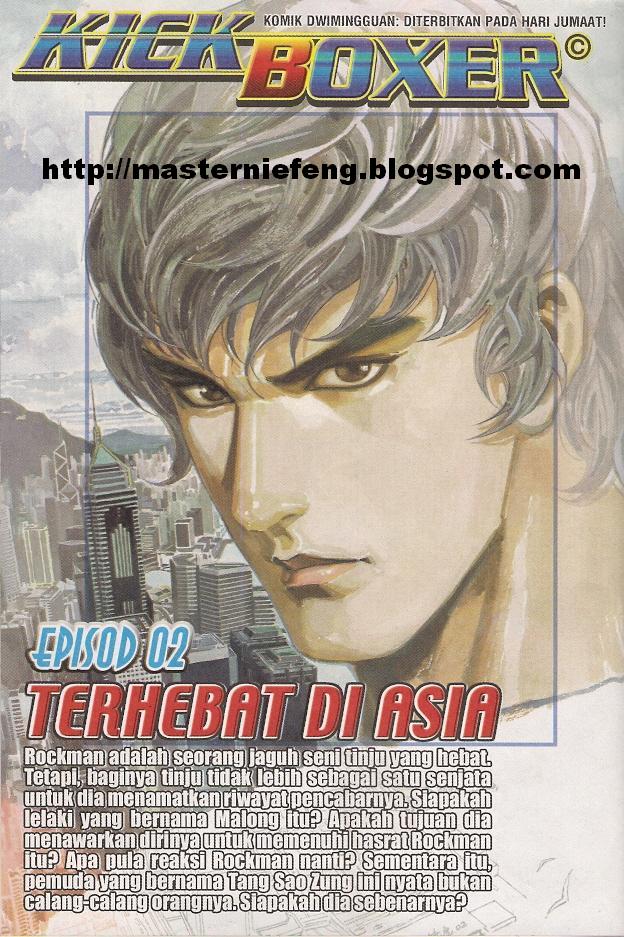 KOMIK DWIMINGGUAN: DITERBITKAN PADA HARI JUMAAT!
KICK
BOXER ©
http://masterniefeng.blogspot.com
EPISOD 02
TERHEBAT DI ASIA
Rockman adalah seorang jaguh seni tinju yang hebat.
Tetapi, baginya tinju tidak lebih sebagai satu senjata
untuk dia menamatkan riwayat pencabarnya. Siapakah
lelaki yang bernama Malong itu? Apakah tujuan dia
menawarkan dirinya untuk memenuhi hasrat Rockman
itu? Apa pula reaksi Rockman nanti? Sementara itu,
pemuda yang bernama Tang Sao Zung ini nyata bukan
calang-calang orangnya. Siapakah dia sebenarnya?